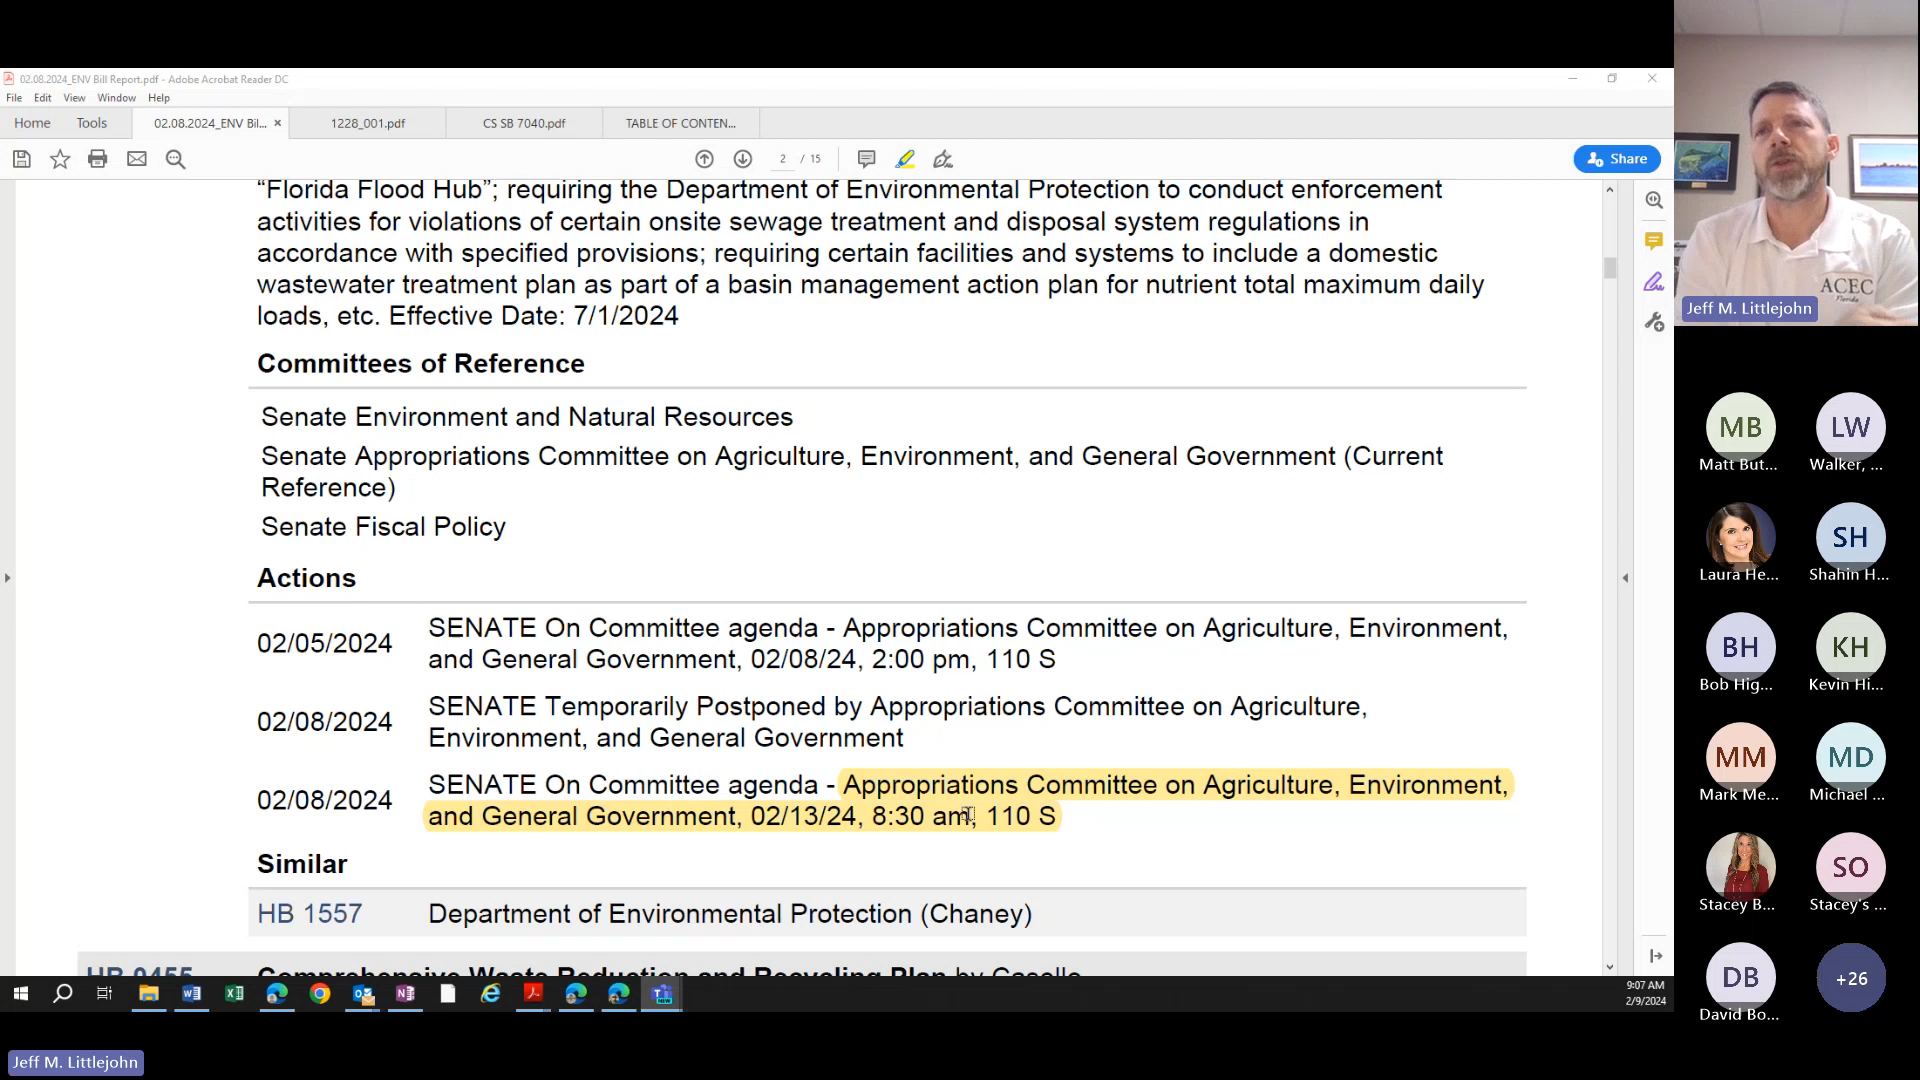 02.08.2024_ENV Bill Report.pdf - Adobe Acrobat Reader DC
File Edit View Window Help
Home Tools 02.08.2024_ENV Bil... × 1228_001.pdf CS SB 7040.pdf TABLE OF CONTEN...
2 / 15 Share
“Florida Flood Hub”; requiring the Department of Environmental Protection to conduct enforcement
activities for violations of certain onsite sewage treatment and disposal system regulations in
accordance with specified provisions; requiring certain facilities and systems to include a domestic
wastewater treatment plan as part of a basin management action plan for nutrient total maximum daily
loads, etc. Effective Date: 7/1/2024
Committees of Reference
Senate Environment and Natural Resources
Senate Appropriations Committee on Agriculture, Environment, and General Government (Current
Reference)
Senate Fiscal Policy
Actions
02/05/2024
SENATE On Committee agenda - Appropriations Committee on Agriculture, Environment,
and General Government, 02/08/24, 2:00 pm, 110 S
02/08/2024
SENATE Temporarily Postponed by Appropriations Committee on Agriculture,
Environment, and General Government
02/08/2024
SENATE On Committee agenda - Appropriations Committee on Agriculture, Environment,
and General Government, 02/13/24, 8:30 am, 110 S
Similar
HB 1557 Department of Environmental Protection (Chaney)
HB 0455 Comprehensive Waste Reduction and Recycling Plan by Casello
9:07 AM
2/9/2024
ACEC
Florida
Jeff M. Littlejohn
MB LW
Matt But... Walker, ...
SH
Laura He... Shahin H...
BH KH
Bob Hig... Kevin Hi...
MM MD
Mark Me... Michael ...
SO
Stacey B... Stacey's ...
DB +26
David Bo...
Jeff M. Littlejohn